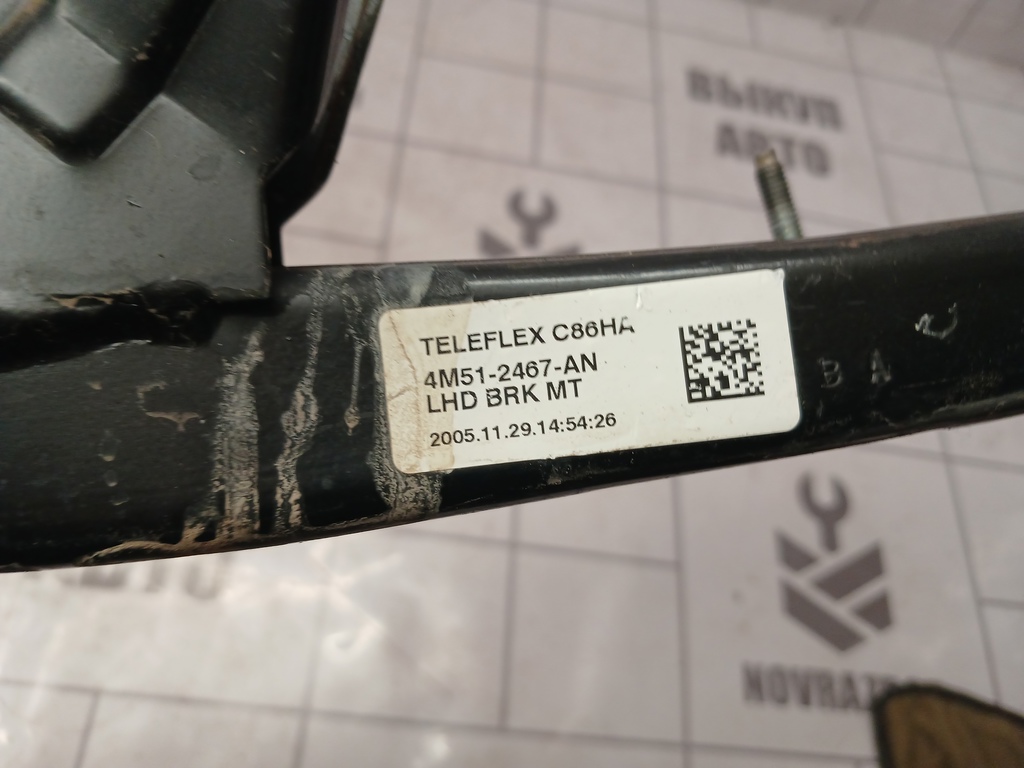 ВЫКУП
АВТО
TELEFLEX C86HA
4M51-2467-AN
LHD BRK MT
2005.11.29.14:54:26
B A